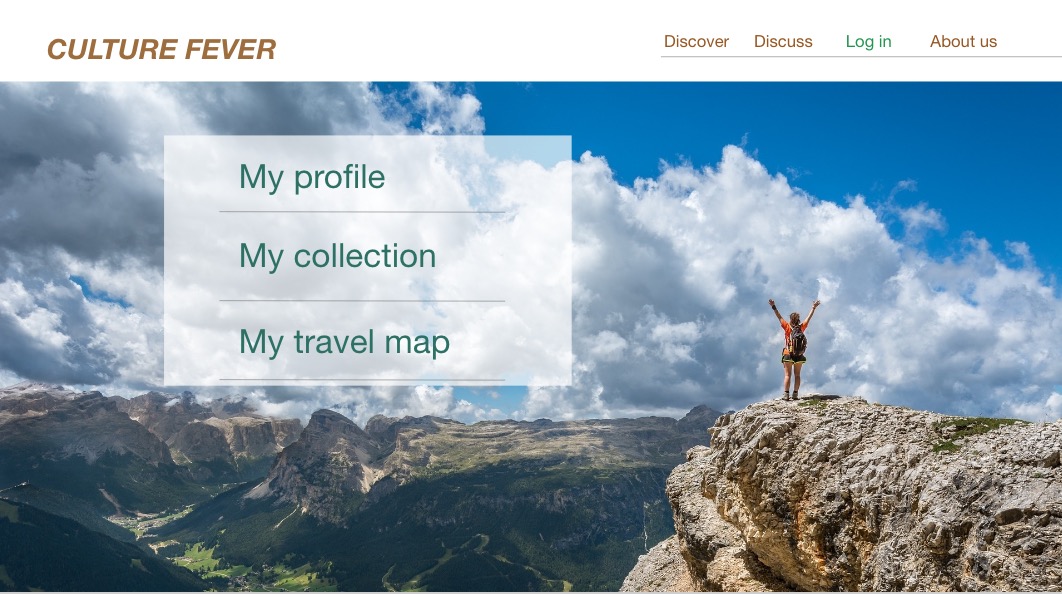 CULTURE FEVER
Discover Discuss Log in About us
My profile
My collection
My travel map